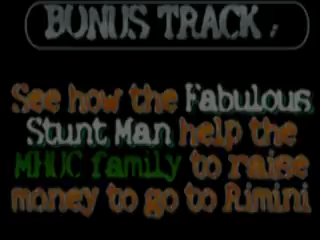 BONUS TRACK :
See how the Fabulous
Stunt Man help the
MHUC family to raise
money to go to Rimini